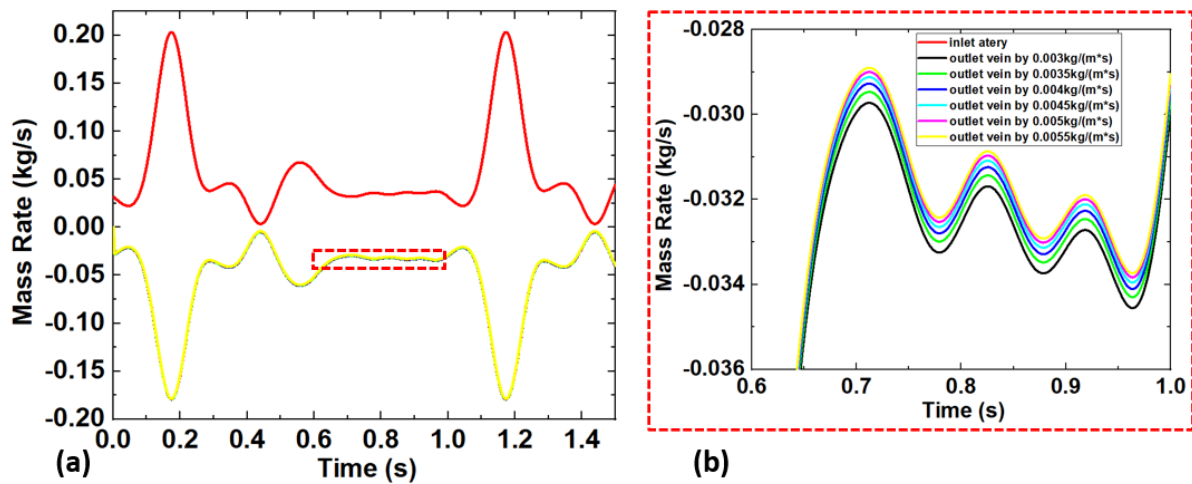 0.20
0.15
0.10
0.05
0.00
-0.05
-0.10
-0.15
-0.20
Mass Rate (kg/s)
0.0 0.2 0.4 0.6 0.8 1.0 1.2 1.4
Time (s)
(a)
-0.028
-0.030
-0.032
-0.034
-0.036
Mass Rate (kg/s)
inlet atery
outlet vein by 0.003kg/(m*s)
outlet vein by 0.0035kg/(m*s)
outlet vein by 0.004kg/(m*s)
outlet vein by 0.0045kg/(m*s)
outlet vein by 0.005kg/(m*s)
outlet vein by 0.0055kg/(m*s)
0.6 0.7 0.8 0.9 1.0
Time (s)
(b)